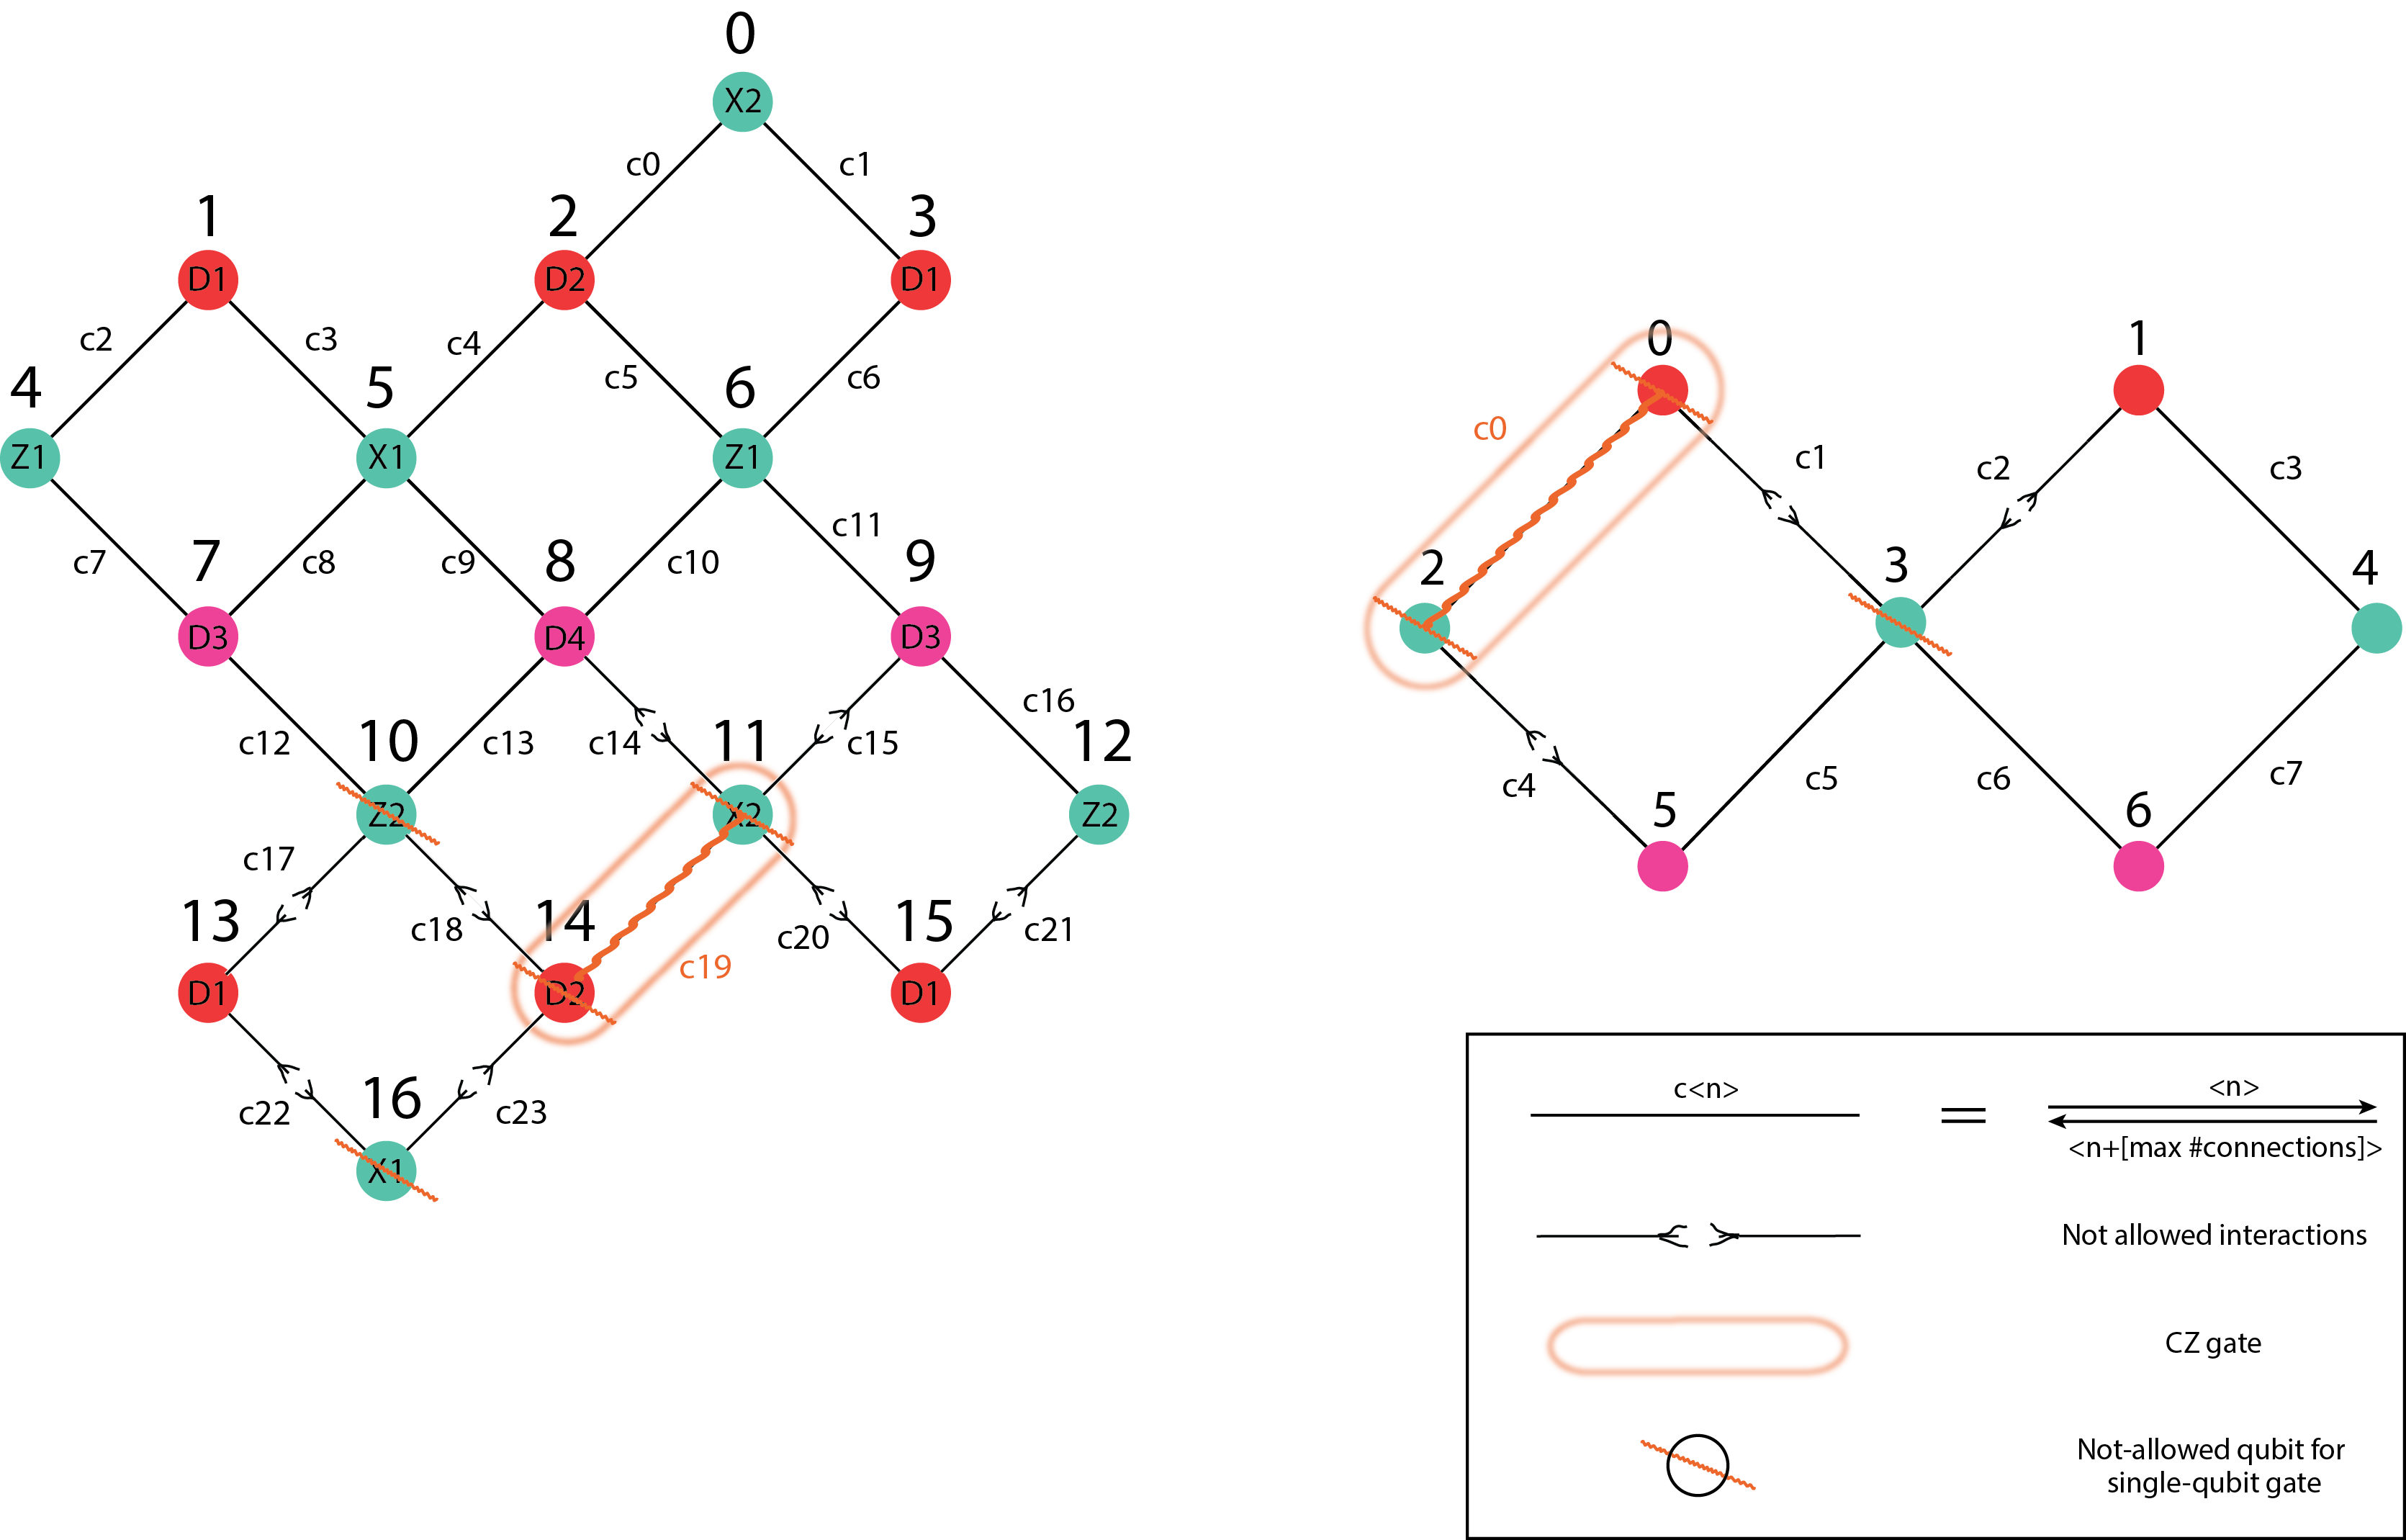 0
X2
c0
c1
1
2
3
D1
D2
D1
c2
c3
c4
c5
c6
4
5
6
Z1
X1
Z1
c7
c8
c9
c10
c11
7
8
9
D3
D4
D3
c12
c13
c14
c15
c16
10
11
12
Z2
X2
Z2
c17
c18
c19
c20
c21
13
14
15
D1
D2
D1
c22
c23
16
X1
0
1
c0
c1
c2
c3
2
3
4
c4
c5
c6
c7
5
6
c<n>
=
<n>
<n+[max #connections]>
Not allowed interactions
CZ gate
Not-allowed qubit for
single-qubit gate